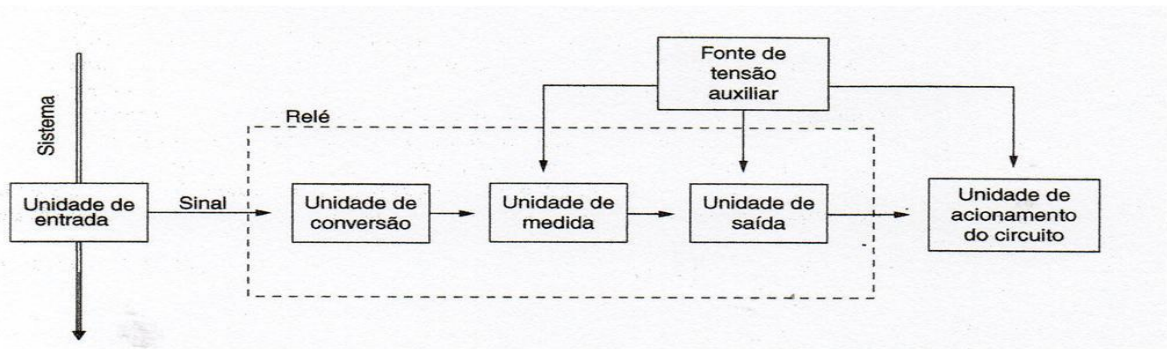 Fonte de
tensão
auxiliar
Relé
Sistema
Unidade de
entrada
Sinal
Unidade de
conversão
Unidade de
medida
Unidade de
saída
Unidade de
acionamento
do circuito